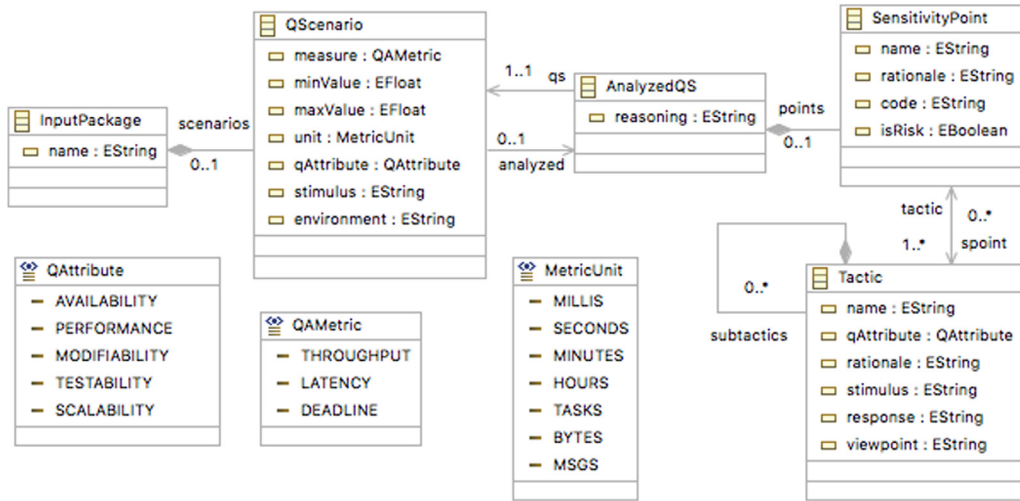 InputPackage
name : EString
scenarios
0..1
QScenario
measure : QAMetric
minValue : EFloat
maxValue : EFloat
unit : MetricUnit
qAttribute : QAttribute
stimulus : EString
environment : EString
1..1
qs
0..1
analyzed
AnalyzedQS
reasoning : EString
points
0..1
SensitivityPoint
name : EString
rationale : EString
code : EString
isRisk : EBoolean
tactic
0..*
1..*
spoint
0..*
subtactics
Tactic
name : EString
qAttribute : QAttribute
rationale : EString
stimulus : EString
response : EString
viewpoint : EString
QAttribute
AVAILABILITY
PERFORMANCE
MODIFIABILITY
TESTABILITY
SCALABILITY
QAMetric
THROUGHPUT
LATENCY
DEADLINE
MetricUnit
MILLIS
SECONDS
MINUTES
HOURS
TASKS
BYTES
MSGS